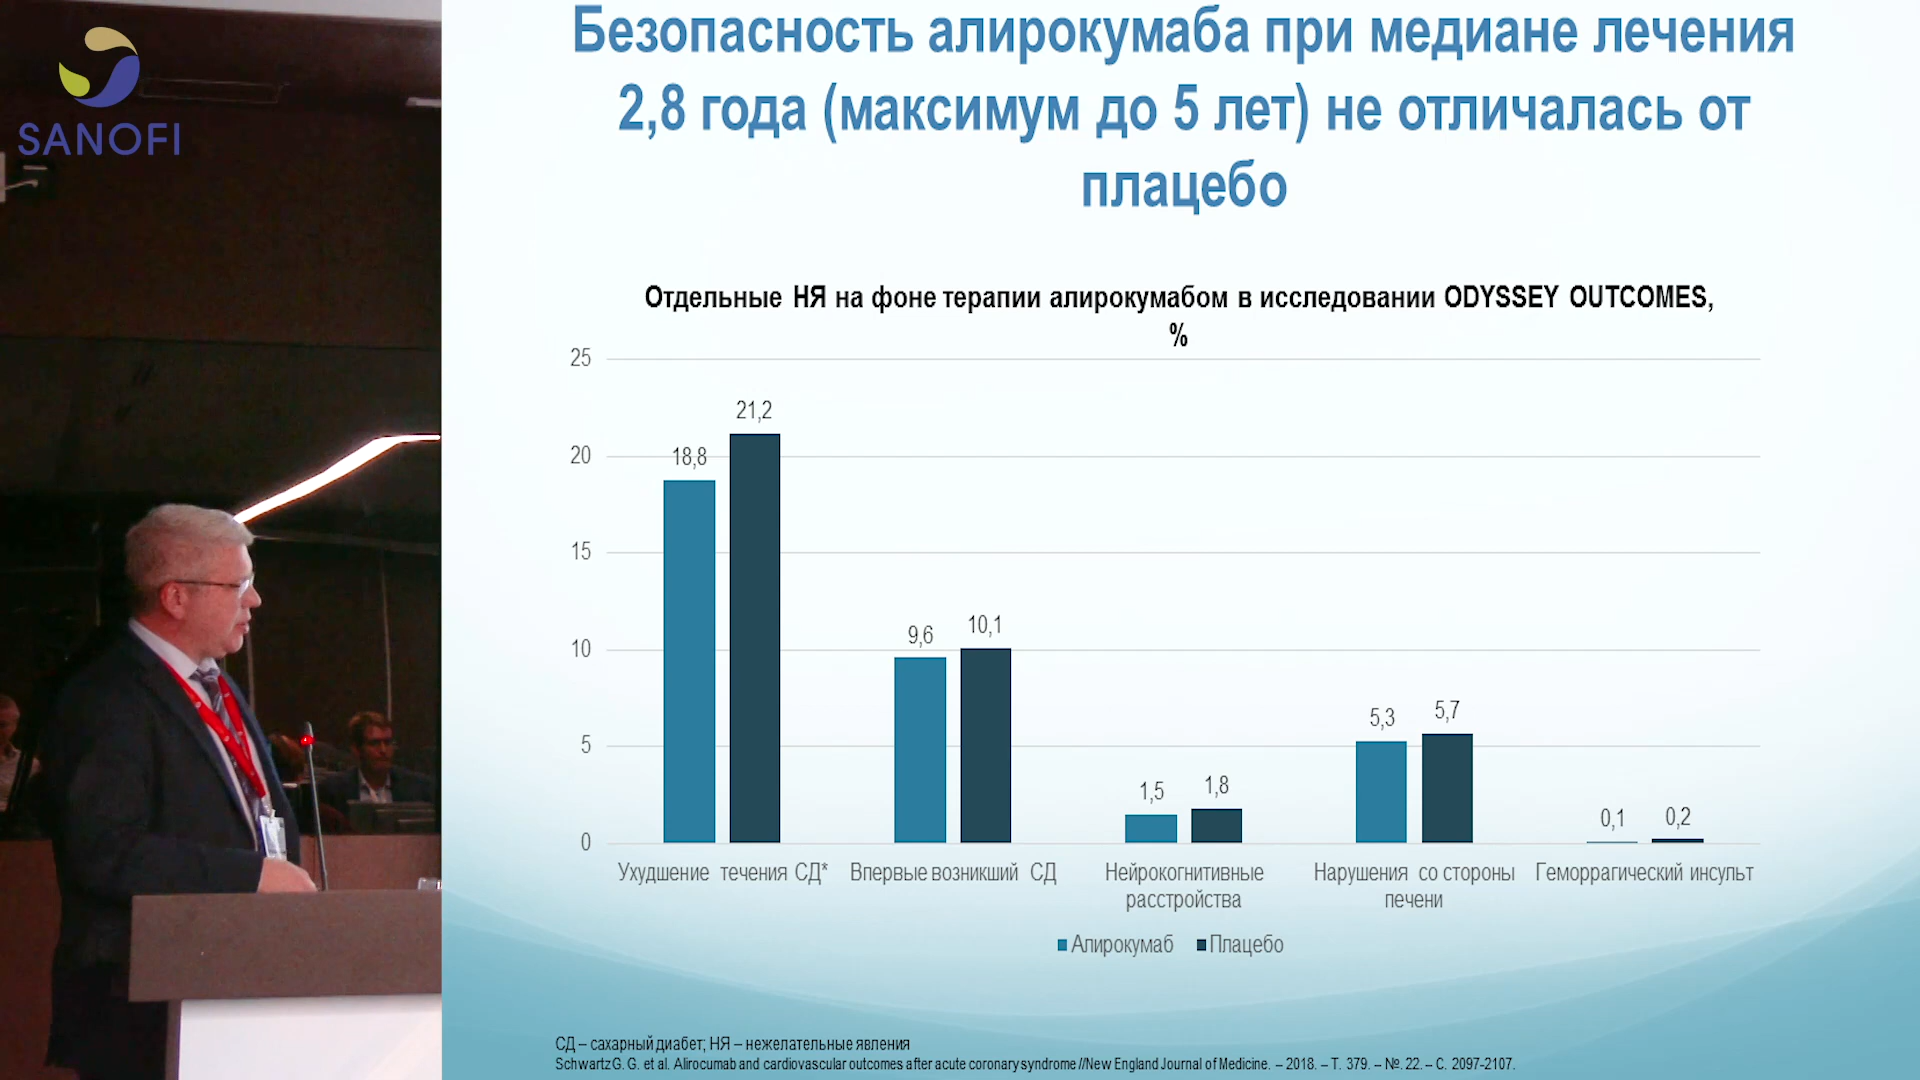 SANOFI
Безопасность алирокумаба при медиане лечения
2,8 года (максимум до 5 лет) не отличалась от
плацебо
Отдельные НЯ на фоне терапии алирокумабом в исследовании ODYSSEY OUTCOMES,
%
25
20
15
10
5
0
18,8
21,2
9,6
10,1
1,5
1,8
5,3
5,7
0,1
0,2
Ухудшение течения СД*
Впервые возникший СД
Нейрокогнитивные
расстройства
Нарушения со стороны
печени
Геморрагический инсульт
Алирокумаб
Плацебо
СД – сахарный диабет; НЯ – нежелательные явления
Schwartz G. G. et al. Alirocumab and cardiovascular outcomes after acute coronary syndrome //New England Journal of Medicine. – 2018. – Т. 379. – №. 22. – С. 2097-2107.